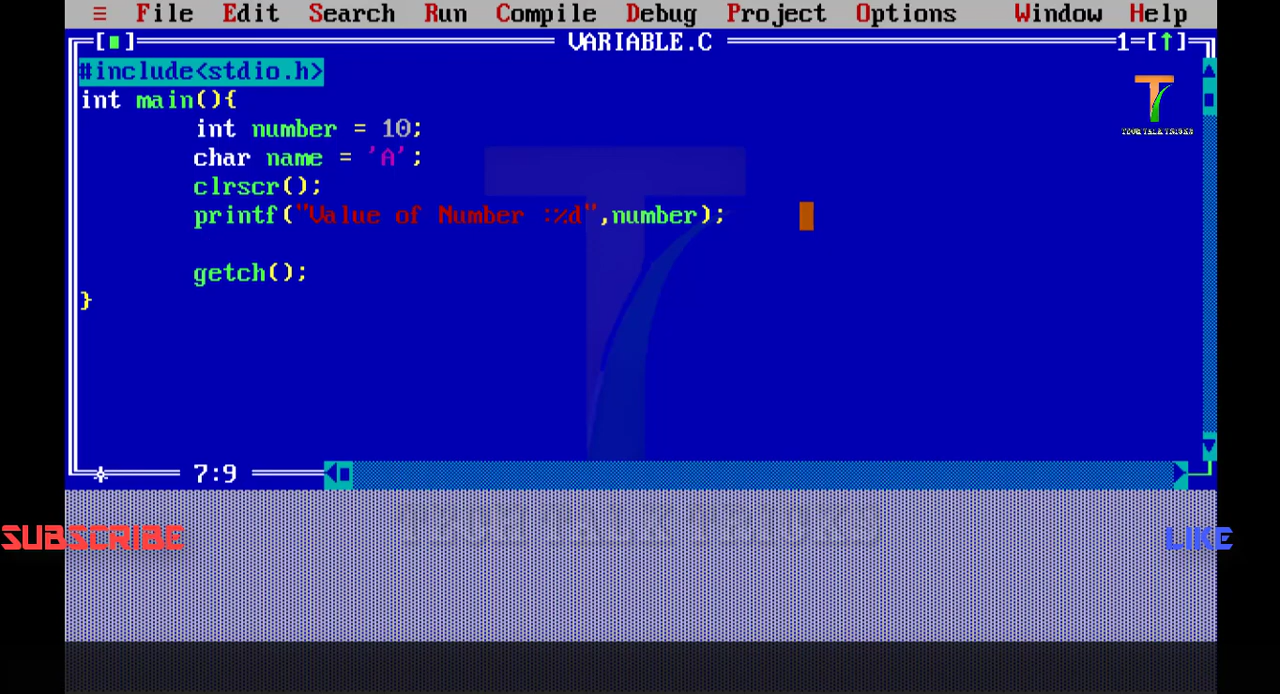 ≡ File Edit Search Run Compile Debug Project Options Window Help
[■] VARIABLE.C 1=[↑]
#include<stdio.h>
int main(){
int number = 10;
char name = 'A';
clrscr();
printf("Value of Number :%d",number);
getch();
}
7:9
SUBSCRIBE
LIKE